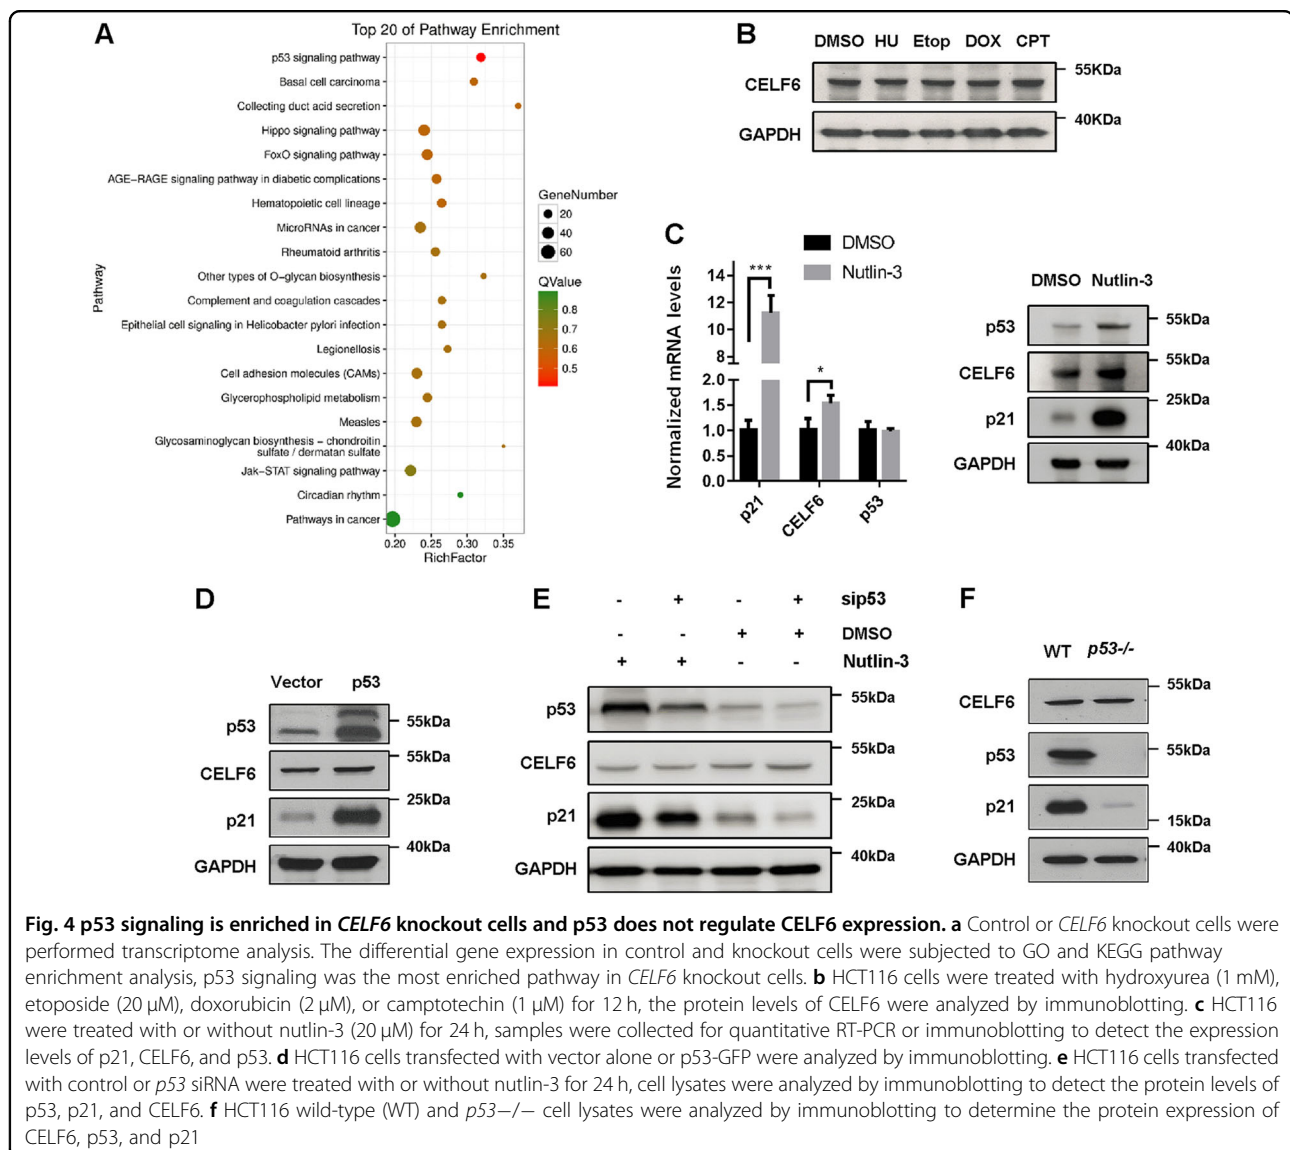 A
Top 20 of Pathway Enrichment
Pathway
p53 signaling pathway
Basal cell carcinoma
Collecting duct acid secretion
Hippo signaling pathway
FoxO signaling pathway
AGE−RAGE signaling pathway in diabetic complications
Hematopoietic cell lineage
MicroRNAs in cancer
Rheumatoid arthritis
Other types of O−glycan biosynthesis
Complement and coagulation cascades
Epithelial cell signaling in Helicobacter pylori infection
Legionellosis
Cell adhesion molecules (CAMs)
Glycerophospholipid metabolism
Measles
Glycosaminoglycan biosynthesis − chondroitin
sulfate / dermatan sulfate
Jak−STAT signaling pathway
Circadian rhythm
Pathways in cancer
0.20 0.25 0.30 0.35
RichFactor
GeneNumber
20
40
60
QValue
0.8
0.7
0.6
0.5
B
DMSO HU Etop DOX CPT
CELF6 55KDa
GAPDH 40KDa
C
DMSO
Nutlin-3
Normalized mRNA levels
14
12
10
8
2.0
1.5
1.0
0.5
0.0
***
*
p21 CELF6 p53
DMSO Nutlin-3
p53 55kDa
CELF6 55kDa
p21 25kDa
GAPDH 40kDa
D
Vector p53
p53 55kDa
CELF6 55kDa
p21 25kDa
GAPDH 40kDa
E
- + - + sip53
- - + + DMSO
+ + - - Nutlin-3
p53 55kDa
CELF6 55kDa
p21 25kDa
GAPDH 40kDa
F
WT p53-/-
CELF6 55kDa
p53 55kDa
p21 15kDa
GAPDH 40kDa
Fig. 4 p53 signaling is enriched in CELF6 knockout cells and p53 does not regulate CELF6 expression. a Control or CELF6 knockout cells were
performed transcriptome analysis. The differential gene expression in control and knockout cells were subjected to GO and KEGG pathway
enrichment analysis, p53 signaling was the most enriched pathway in CELF6 knockout cells. b HCT116 cells were treated with hydroxyurea (1 mM),
etoposide (20 μM), doxorubicin (2 μM), or camptotechin (1 μM) for 12 h, the protein levels of CELF6 were analyzed by immunoblotting. c HCT116
were treated with or without nutlin-3 (20 μM) for 24 h, samples were collected for quantitative RT-PCR or immunoblotting to detect the expression
levels of p21, CELF6, and p53. d HCT116 cells transfected with vector alone or p53-GFP were analyzed by immunoblotting. e HCT116 cells transfected
with control or p53 siRNA were treated with or without nutlin-3 for 24 h, cell lysates were analyzed by immunoblotting to detect the protein levels of
p53, p21, and CELF6. f HCT116 wild-type (WT) and p53−/− cell lysates were analyzed by immunoblotting to determine the protein expression of
CELF6, p53, and p21